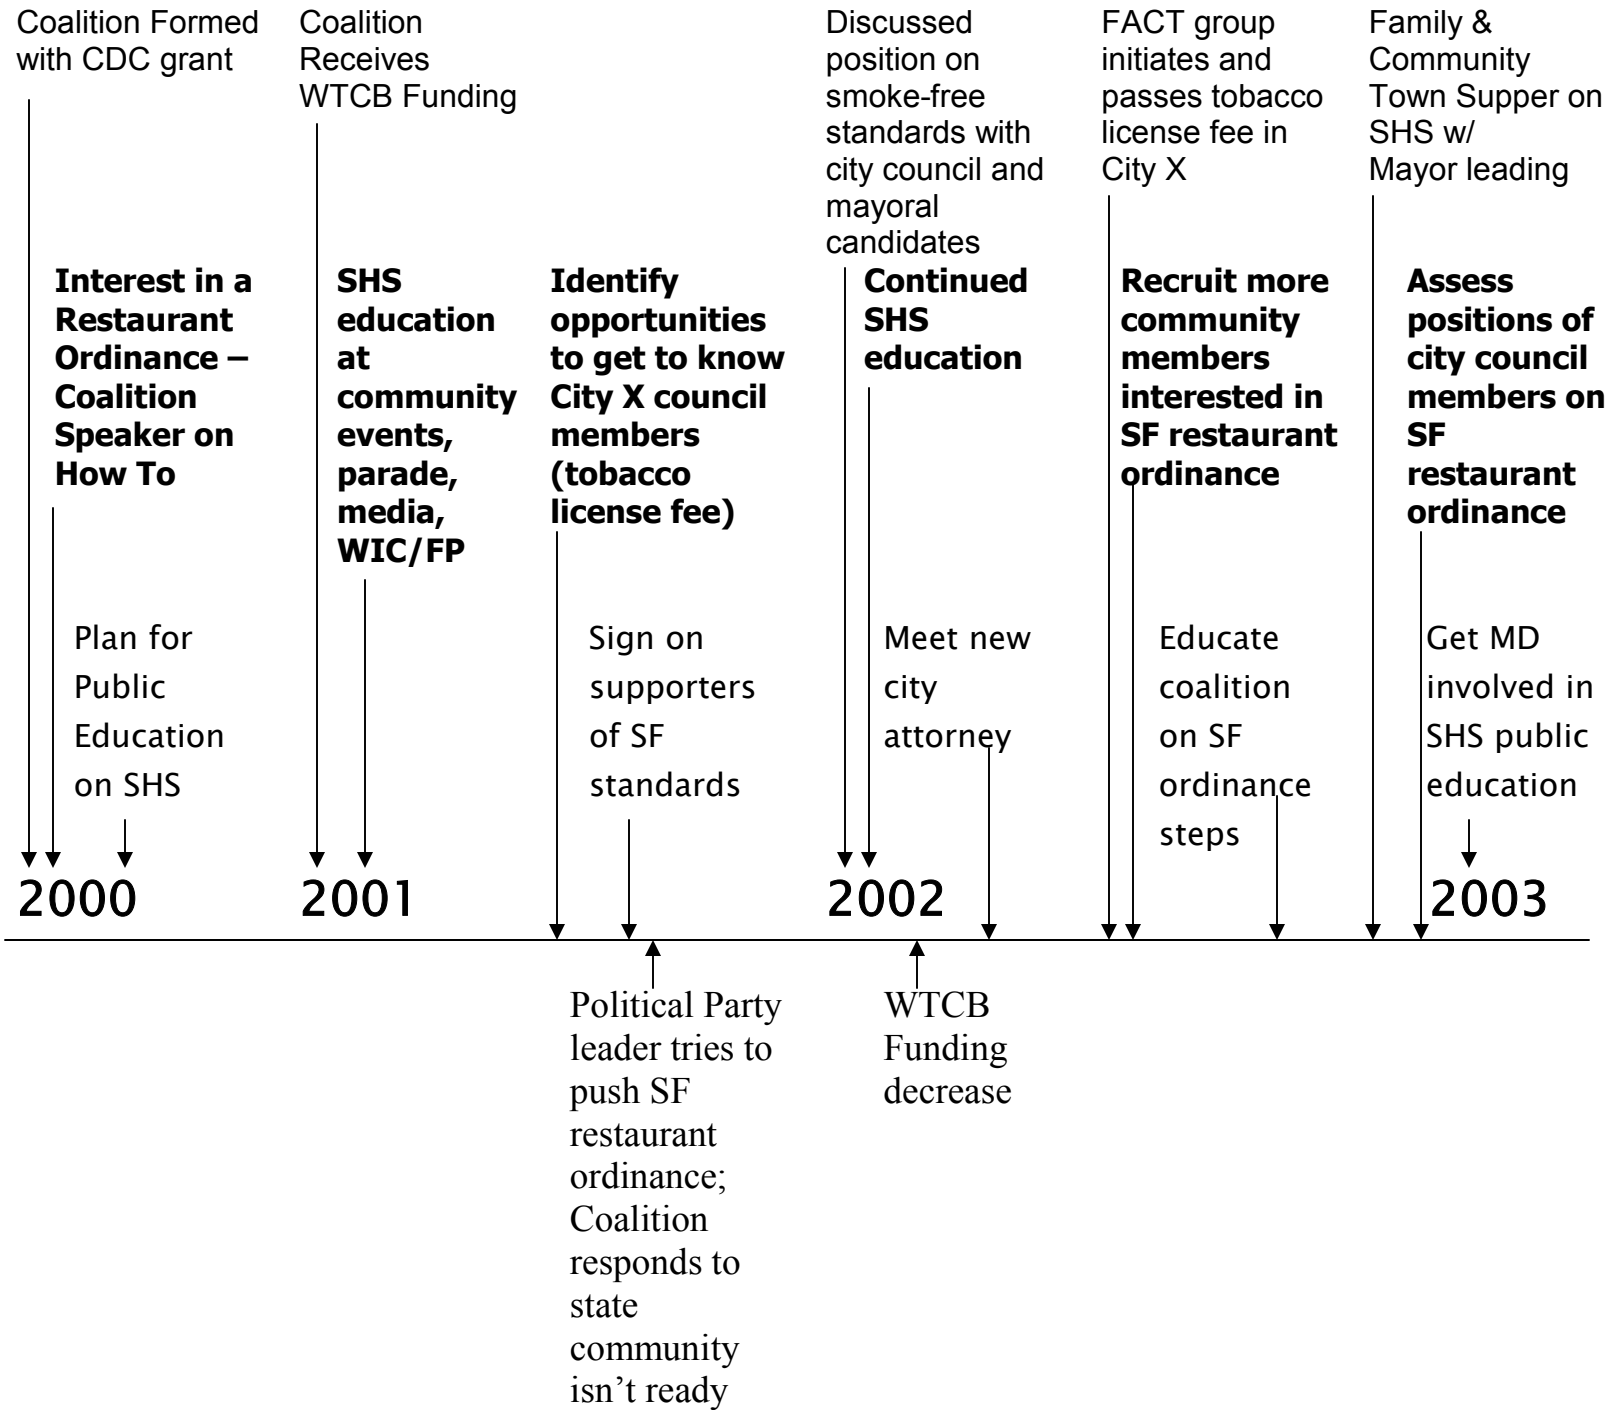 Coalition Formed
with CDC grant
Coalition
Receives
WTCB Funding
Discussed
position on
smoke-free
standards with
city council and
mayoral
candidates
FACT group
initiates and
passes tobacco
license fee in
City X
Family &
Community
Town Supper on
SHS w/
Mayor leading
Interest in a
Restaurant
Ordinance –
Coalition
Speaker on
How To
SHS
education
at
community
events,
parade,
media,
WIC/FP
Identify
opportunities
to get to know
City X council
members
(tobacco
license fee)
Continued
SHS
education
Recruit more
community
members
interested in
SF restaurant
ordinance
Assess
positions of
city council
members on
SF
restaurant
ordinance
Plan for
Public
Education
on SHS
Sign on
supporters
of SF
standards
Meet new
city
attorney
Educate
coalition
on SF
ordinance
steps
Get MD
involved in
SHS public
education
2000
2001
2002
2003
Political Party
leader tries to
push SF
restaurant
ordinance;
Coalition
responds to
state
community
isn't ready
WTCB
Funding
decrease